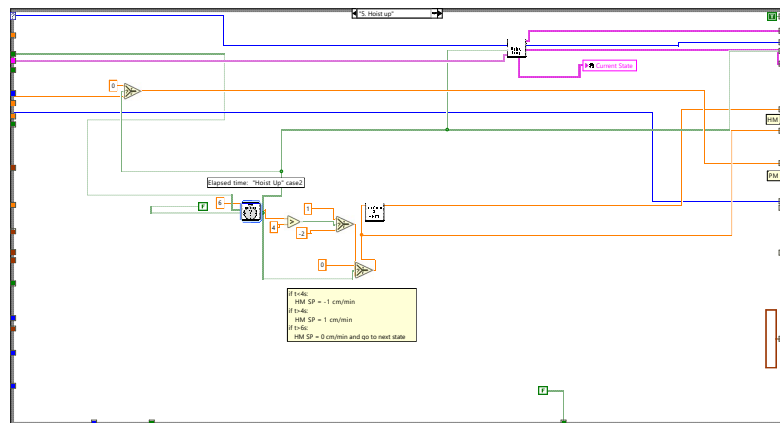 "5. Hoist up"
T
Current State
0
HM
PM
Elapsed time: "Hoist Up" case2
6
F
1
4
-2
0
if t<4s:
HM SP = -1 cm/min
if t>4s:
HM SP = 1 cm/min
if t>6s:
HM SP = 0 cm/min and go to next state
F